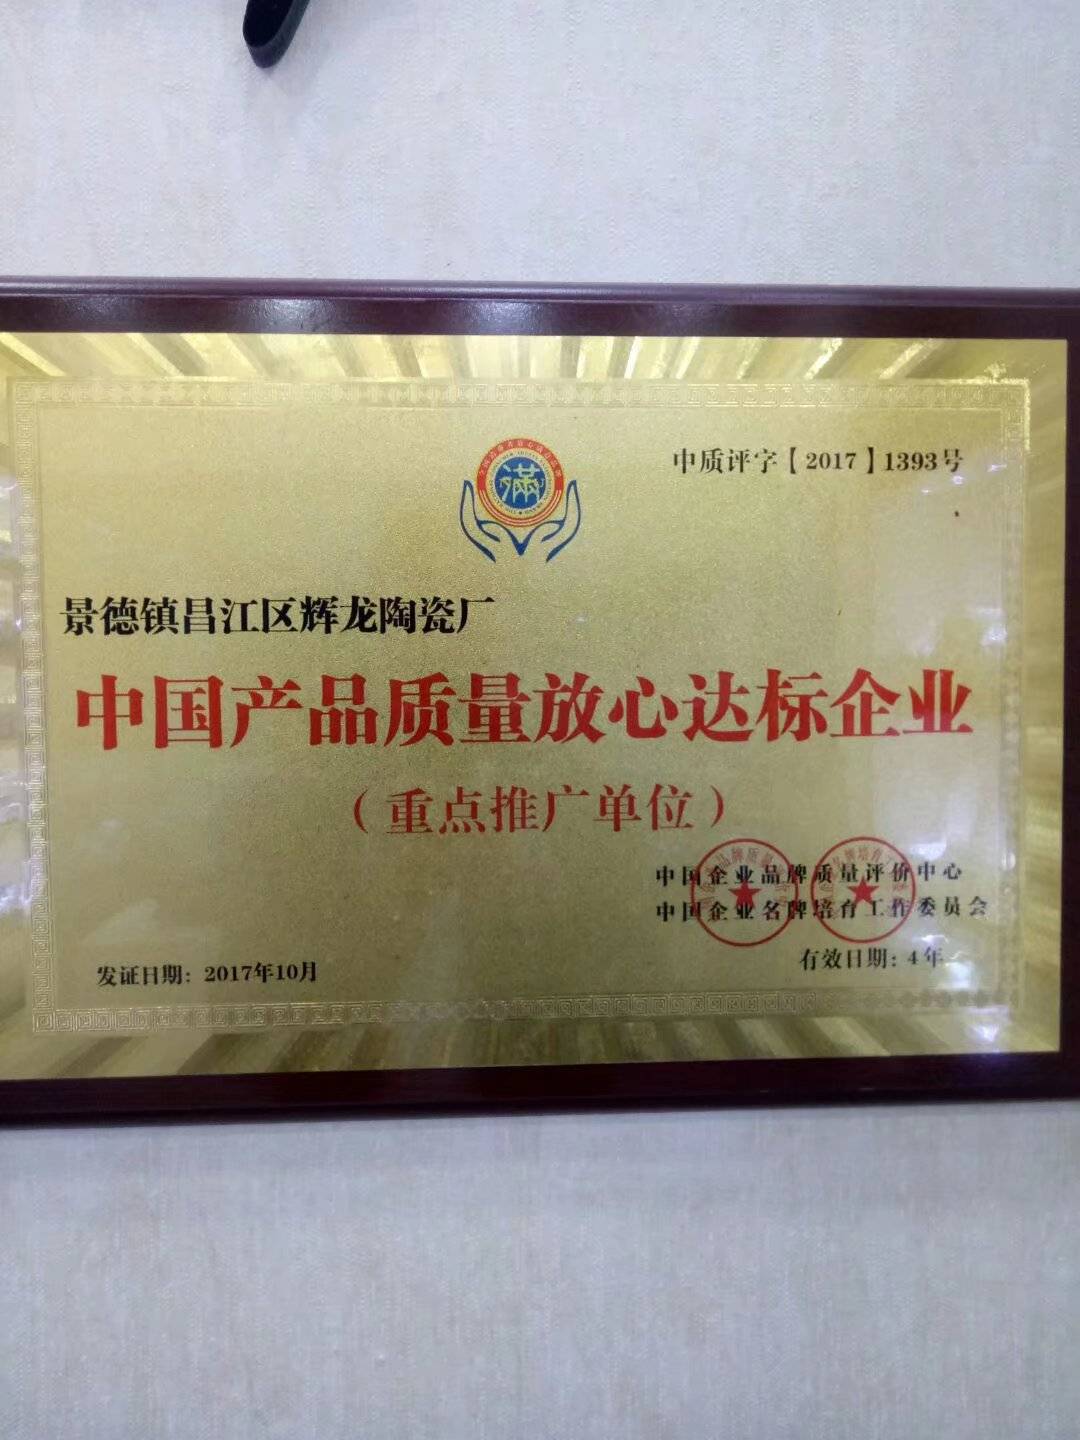 满
中质评字【2017】1393号
景德镇昌江区辉龙陶瓷厂
中国产品质量放心达标企业
（重点推广单位）
中国企业品牌质量评价中心
中国企业名牌培育工作委员会
发证日期：2017年10月
有效日期：4年